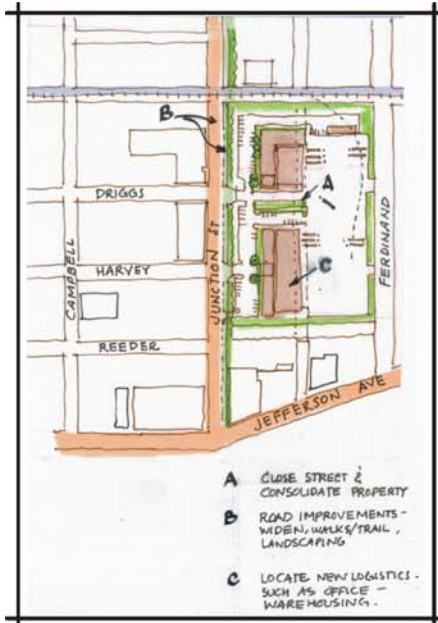 B
DRIGGS
A
FERDINAND
CAMPBELL
JUNCTION ST
C
HARVEY
REEDER
JEFFERSON AVE
A CLOSE STREET & CONSOLIDATE PROPERTY
B ROAD IMPROVEMENTS - WIDEN, WALKS/TRAIL, LANDSCAPING
C LOCATE NEW LOGISTICS - SUCH AS OFFICE - WAREHOUSING.